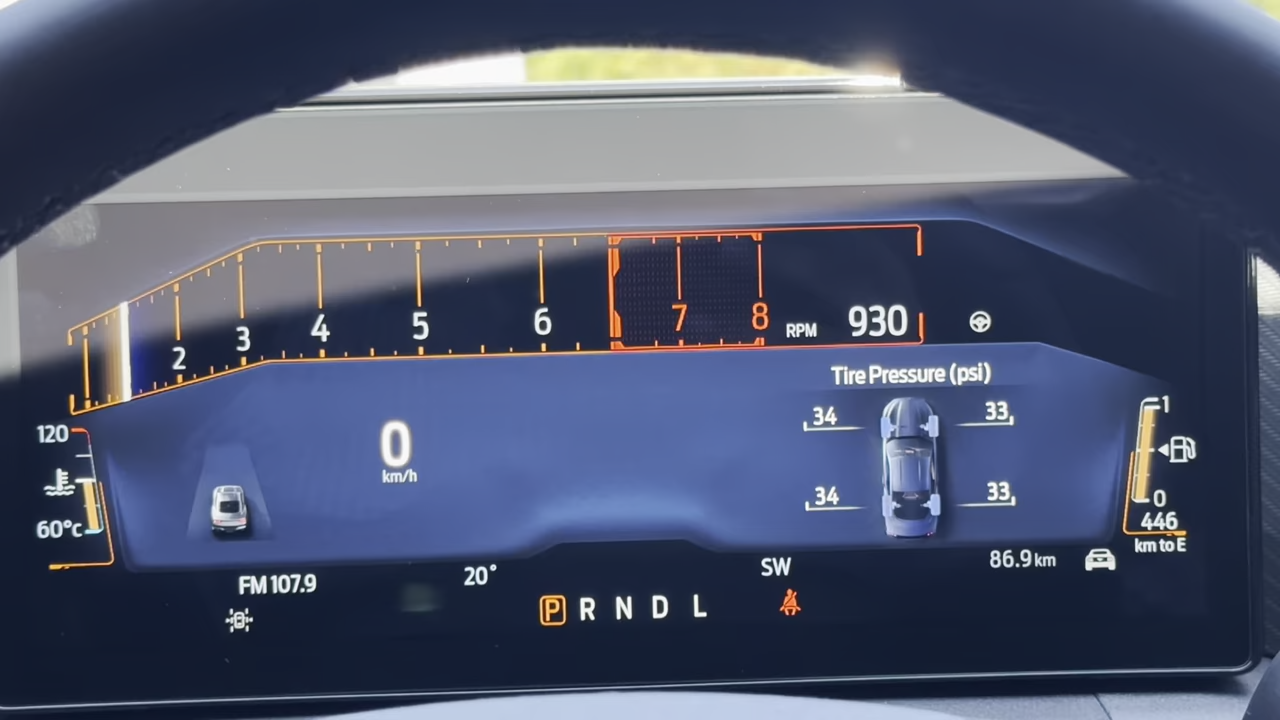 2 3 4 5 6 7 8 RPM 930
Tire Pressure (psi)
34 33
34 33
120
60°C
0
km/h
1
0
446
km to E
86.9 km
FM 107.9
20°
SW
P R N D L